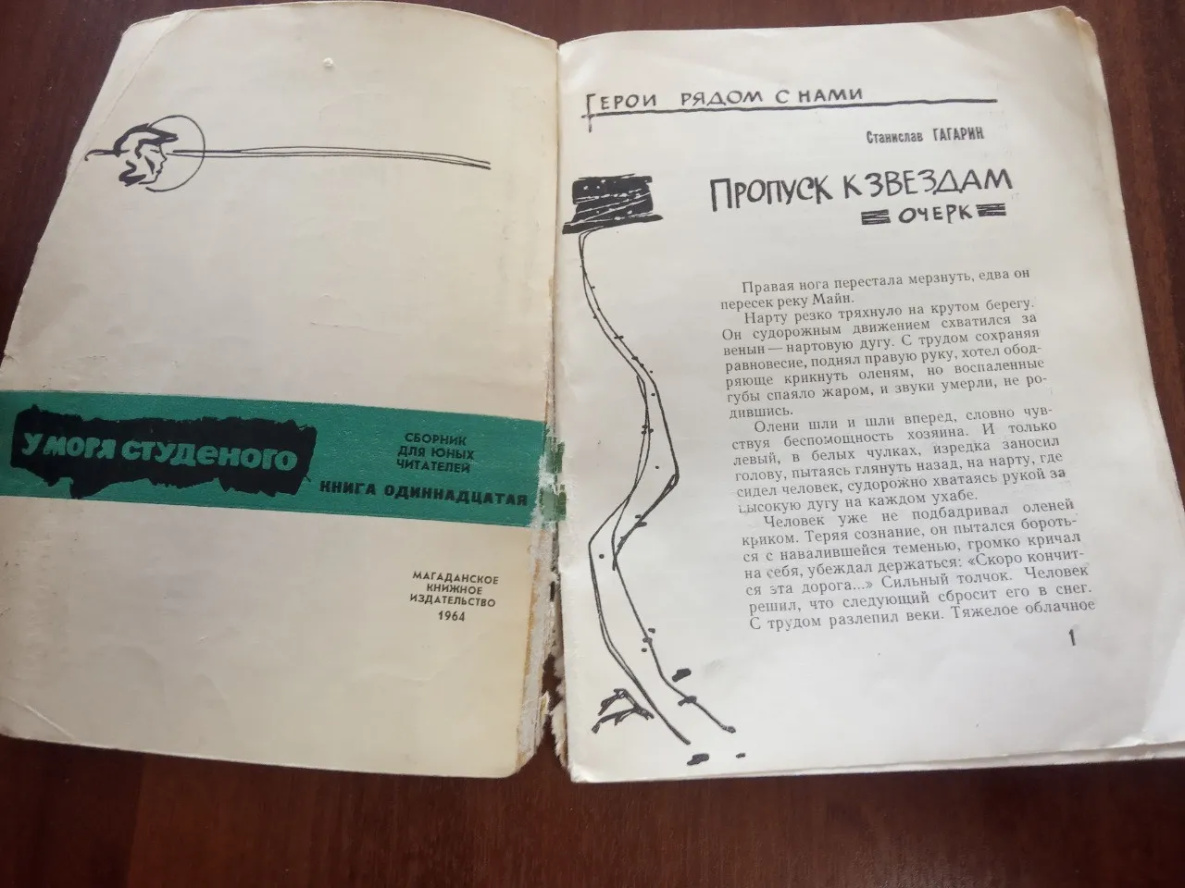 У МОРЯ СТУДЕНОГО
СБОРНИК
ДЛЯ ЮНЫХ
ЧИТАТЕЛЕЙ
КНИГА ОДИННАДЦАТАЯ
МАГАДАНСКОЕ
КНИЖНОЕ
ИЗДАТЕЛЬСТВО
1964
ГЕРОИ РЯДОМ С НАМИ
Станислав ГАГАРИН
ПРОПУСК К ЗВЕЗДАМ
ОЧЕРК
Правая нога перестала мерзнуть, едва он
пересек реку Майн.
Нарту резко тряхнуло на крутом берегу.
Он судорожным движением схватился за
венын — нартовую дугу. С трудом сохраняя
равновесие, поднял правую руку, хотел обод-
ряюще крикнуть оленям, но воспаленные
губы спаяло жаром, и звуки умерли, не ро-
дившись.
Олени шли и шли вперед, словно чув-
ствуя беспомощность хозяина. И только
левый, в белых чулках, изредка заносил
голову, пытаясь глянуть назад, на нарту, где
сидел человек, судорожно хватаясь рукой за
высокую дугу на каждом ухабе.
Человек уже не подбадривал оленей
криком. Теряя сознание, он пытался бороть-
ся с навалившейся теменью, громко кричал
на себя, убеждал держаться: «Скоро кончит-
ся эта дорога...» Сильный толчок. Человек
решил, что следующий сбросит его в снег.
С трудом разлепил веки. Тяжелое облачное
1